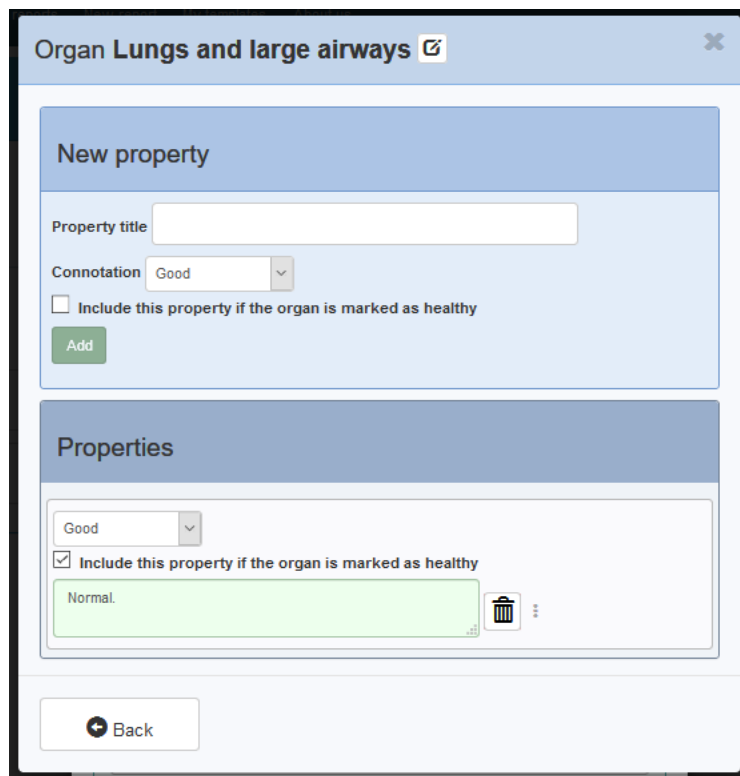 Organ Lungs and large airways
New property
Property title
Connotation Good
Include this property if the organ is marked as healthy
Add
Properties
Good
Include this property if the organ is marked as healthy
Normal.
Back